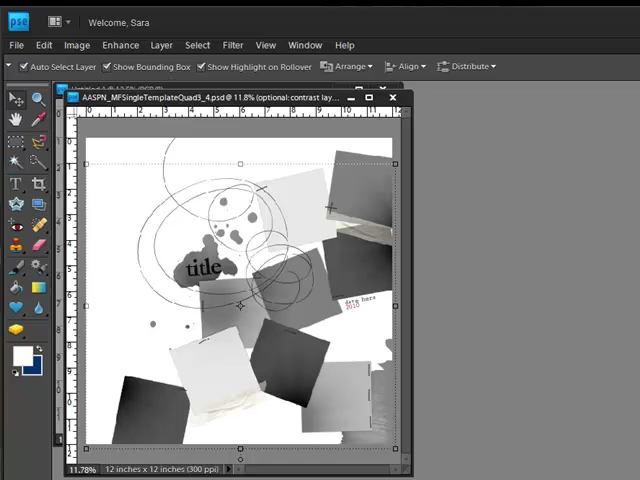 pse
Welcome, Sara
File Edit Image Enhance Layer Select Filter View Window Help
Auto Select Layer Show Bounding Box Show Highlight on Rollover Arrange Align Distribute
AASPN_MFSingleTemplateQuad3_4.psd @ 11.8% (optional:contrast lay...
title
date here
2010
11.78% 12 inches x 12 inches (300 ppi)